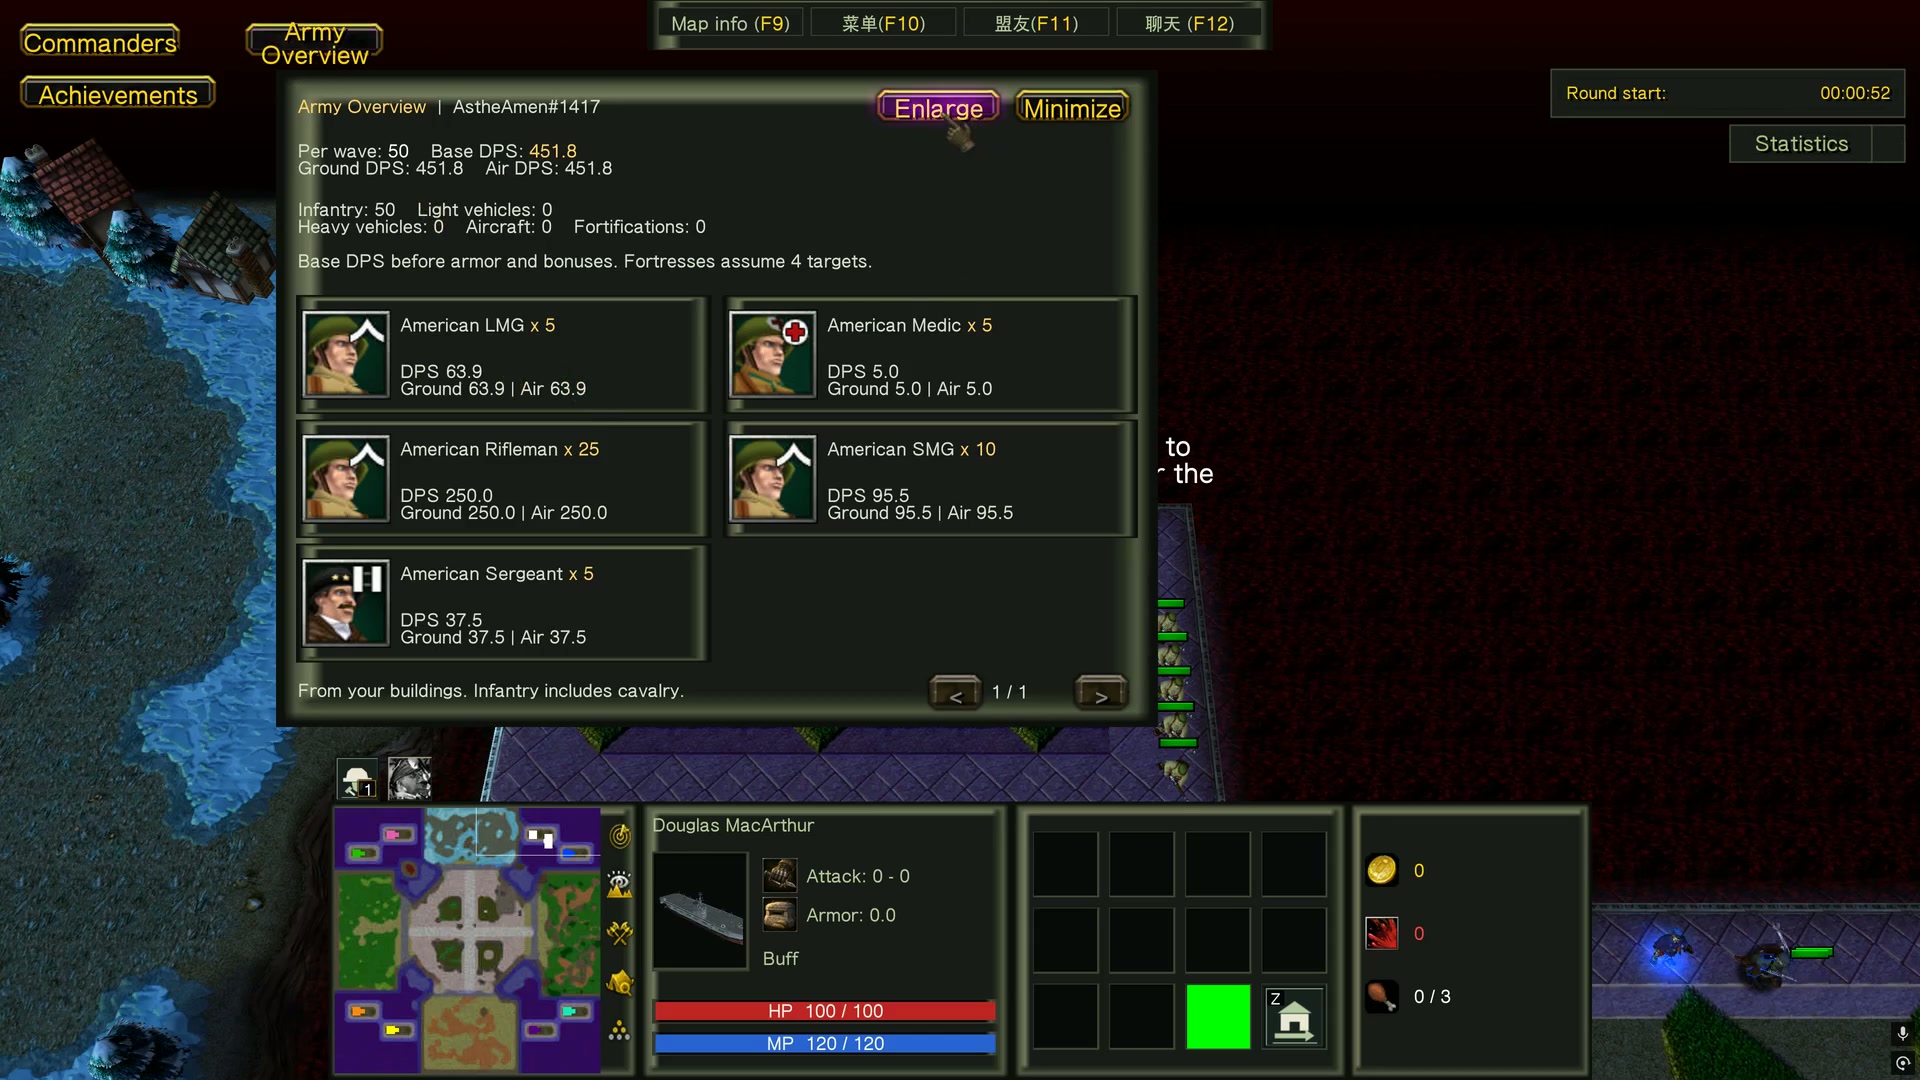 Commanders
Army
Overview
Achievements
Map info (F9)
菜单(F10)
盟友(F11)
聊天 (F12)
Round start: 00:00:52
Statistics
Army Overview | AstheAmen#1417
Enlarge
Minimize
Per wave: 50 Base DPS: 451.8
Ground DPS: 451.8 Air DPS: 451.8
Infantry: 50 Light vehicles: 0
Heavy vehicles: 0 Aircraft: 0 Fortifications: 0
Base DPS before armor and bonuses. Fortresses assume 4 targets.
American LMG x 5
DPS 63.9
Ground 63.9 | Air 63.9
American Medic x 5
DPS 5.0
Ground 5.0 | Air 5.0
American Rifleman x 25
DPS 250.0
Ground 250.0 | Air 250.0
American SMG x 10
DPS 95.5
Ground 95.5 | Air 95.5
American Sergeant x 5
DPS 37.5
Ground 37.5 | Air 37.5
From your buildings. Infantry includes cavalry.
<
1 / 1
>
to
the
1
Douglas MacArthur
Attack: 0 - 0
Armor: 0.0
Buff
HP 100 / 100
MP 120 / 120
Z
0
0
0 / 3